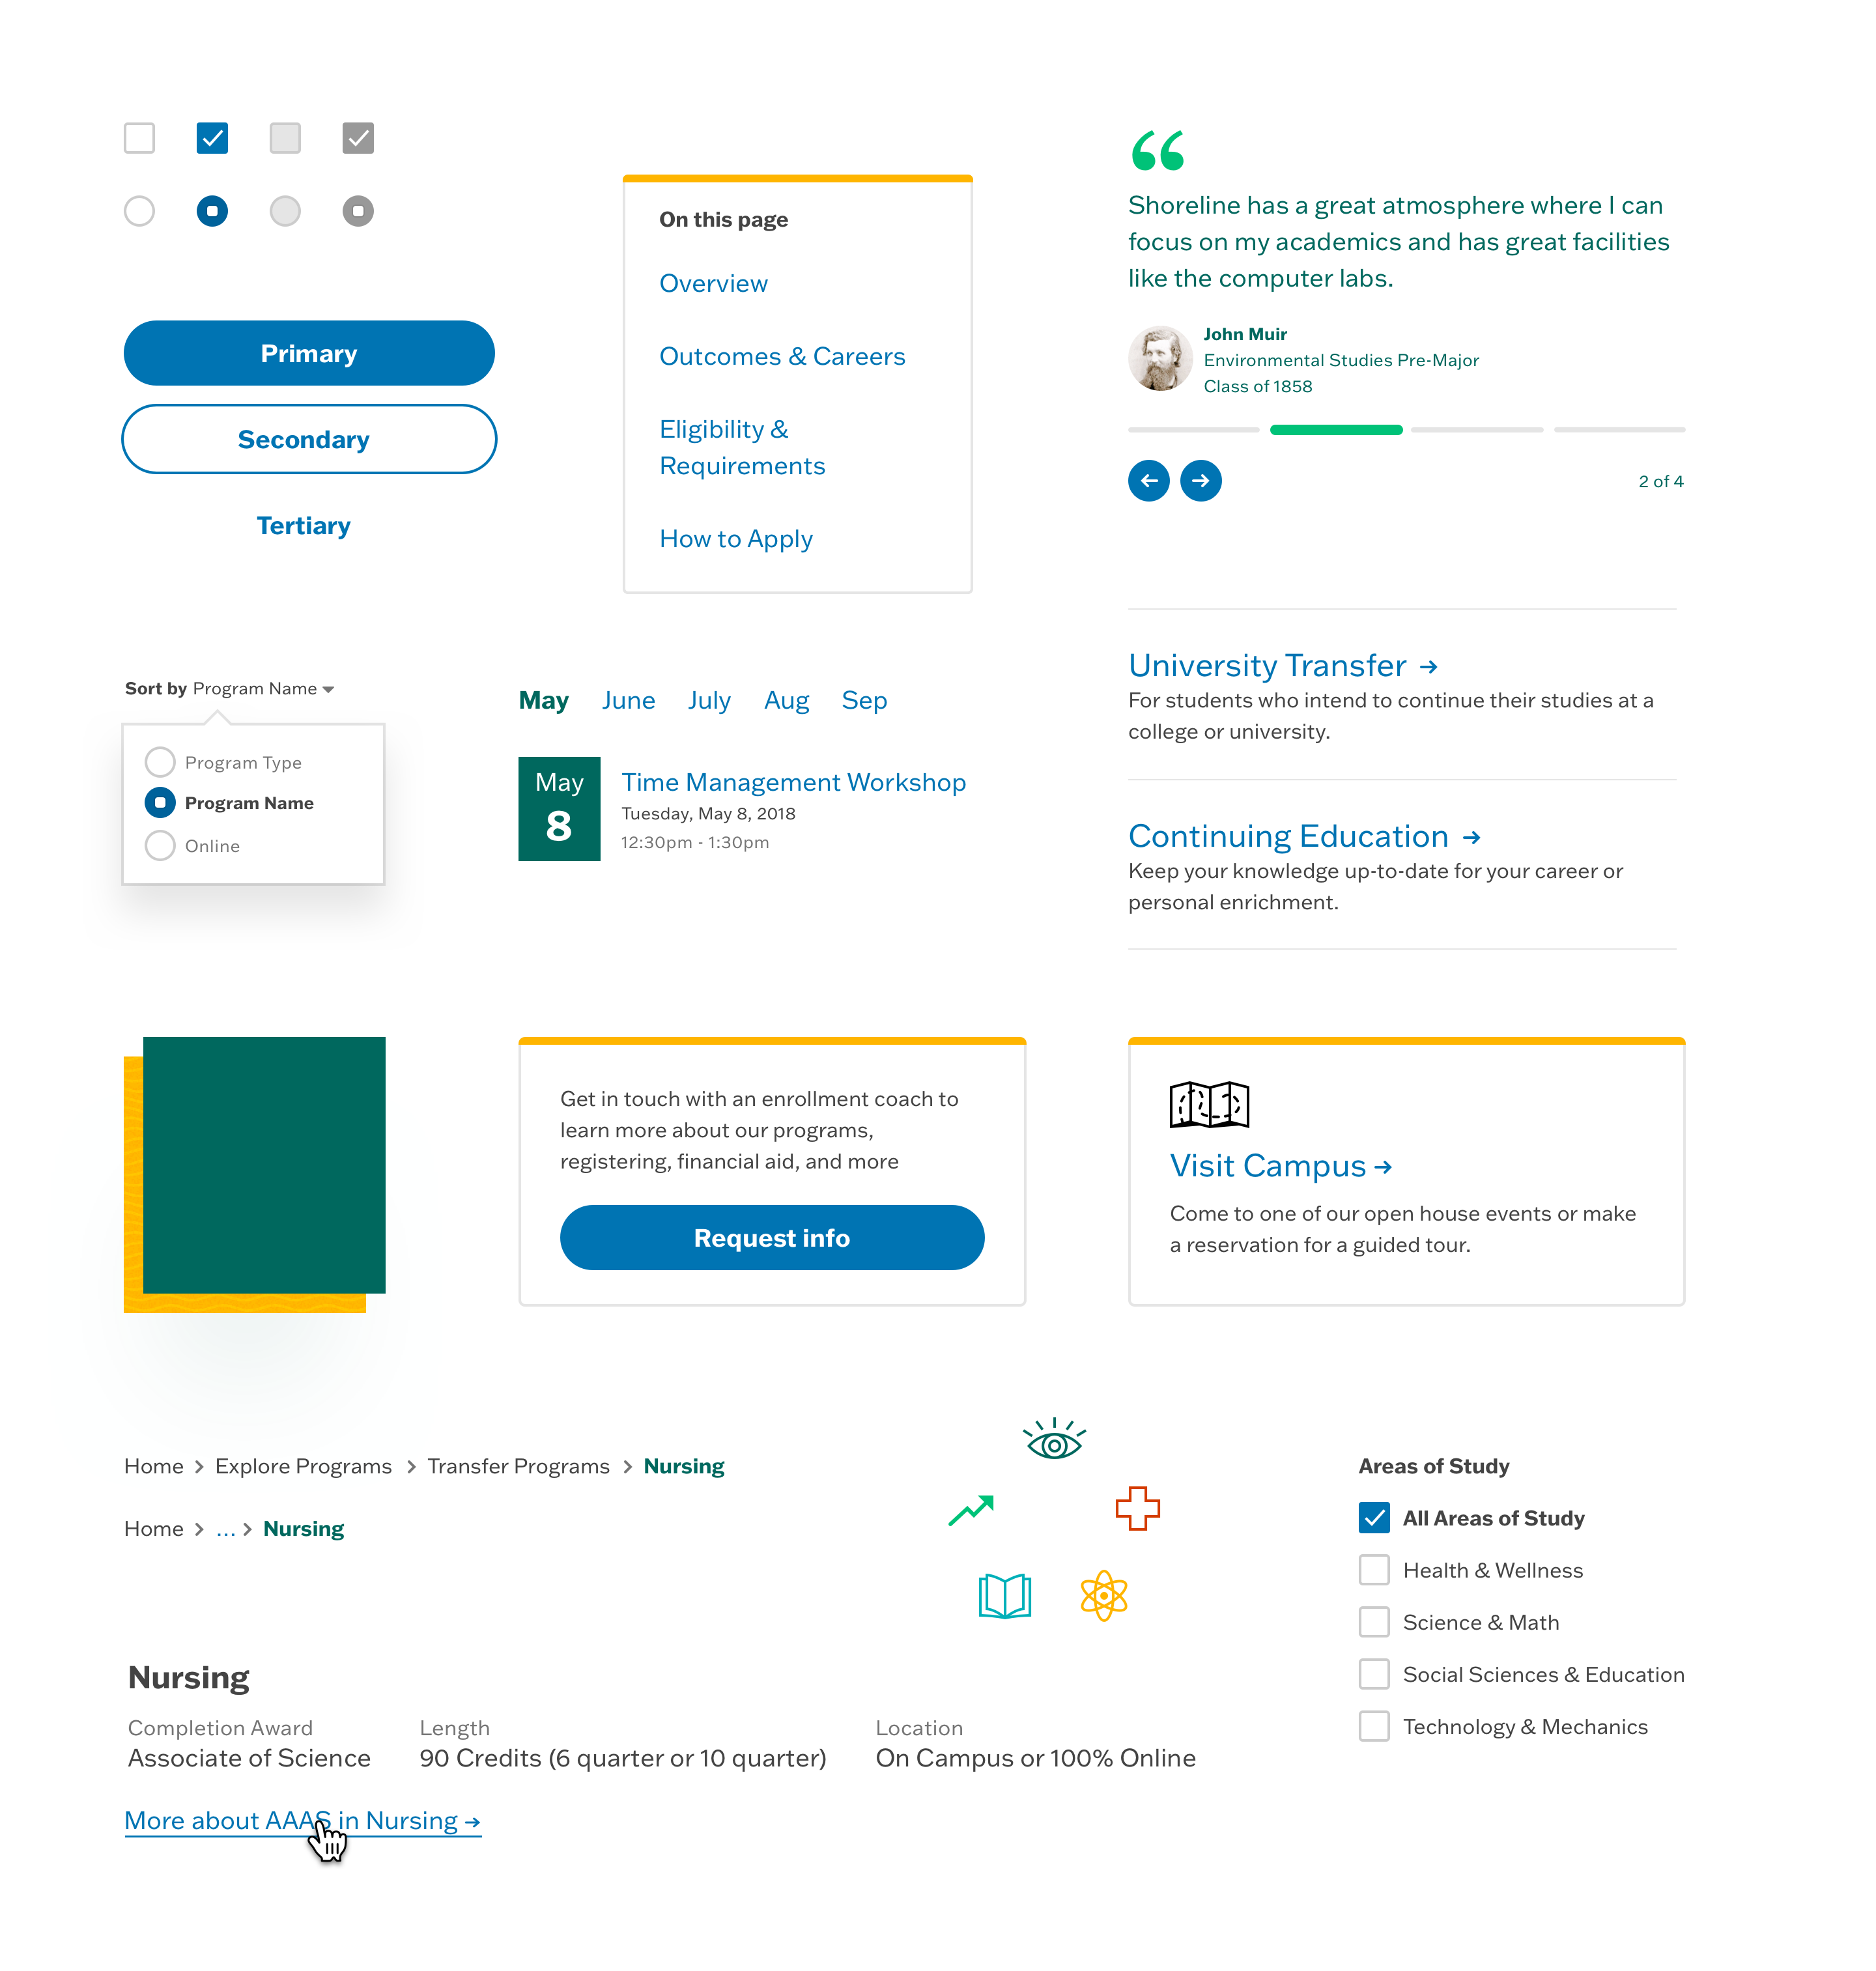 Primary
Secondary
Tertiary
On this page
Overview
Outcomes & Careers
Eligibility &
Requirements
How to Apply
“
Shoreline has a great atmosphere where I can
focus on my academics and has great facilities
like the computer labs.
John Muir
Environmental Studies Pre-Major
Class of 1858
2 of 4
Sort by Program Name
Program Type
Program Name
Online
May June July Aug Sep
May
8
Time Management Workshop
Tuesday, May 8, 2018
12:30pm - 1:30pm
University Transfer →
For students who intend to continue their studies at a
college or university.
Continuing Education →
Keep your knowledge up-to-date for your career or
personal enrichment.
Get in touch with an enrollment coach to
learn more about our programs,
registering, financial aid, and more
Request info
Visit Campus →
Come to one of our open house events or make
a reservation for a guided tour.
Home > Explore Programs > Transfer Programs > Nursing
Home > ... > Nursing
Areas of Study
All Areas of Study
Health & Wellness
Science & Math
Social Sciences & Education
Technology & Mechanics
Nursing
Completion Award
Associate of Science
Length
90 Credits (6 quarter or 10 quarter)
Location
On Campus or 100% Online
More about AAAS in Nursing →